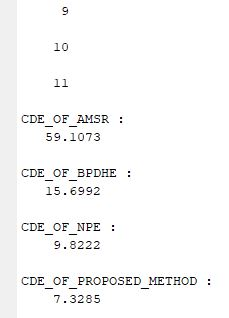 9
10
11
CDE_OF_AMSR :
59.1073
CDE_OF_BPDHE :
15.6992
CDE_OF_NPE :
9.8222
CDE_OF_PROPOSED_METHOD :
7.3285